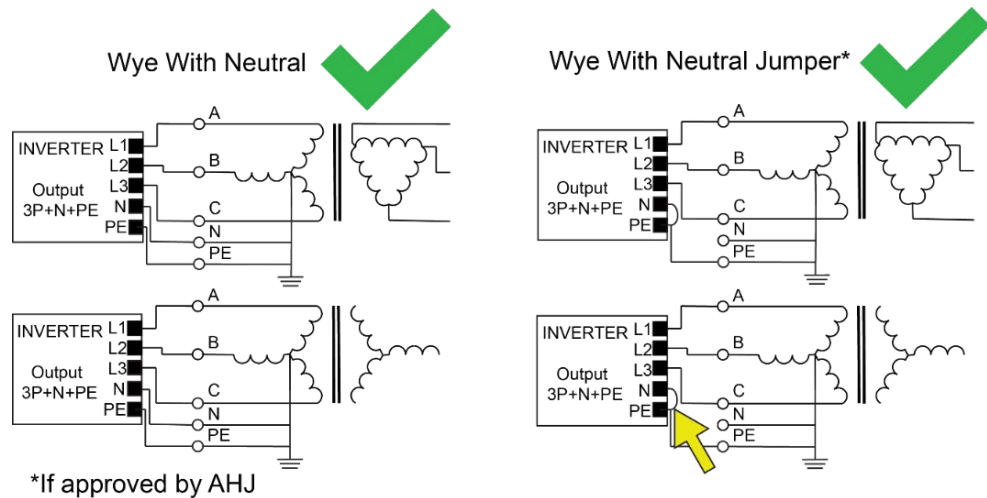 Wye With Neutral
A
INVERTER L1
L2
B
Output
3P+N+PE
L3
C
N
N
PE
PE
A
INVERTER L1
L2
B
Output
3P+N+PE
L3
C
N
N
PE
PE
*If approved by AHJ
Wye With Neutral Jumper*
A
INVERTER L1
L2
B
Output
3P+N+PE
L3
C
N
N
PE
PE
A
INVERTER L1
L2
B
Output
3P+N+PE
L3
C
N
N
PE
PE